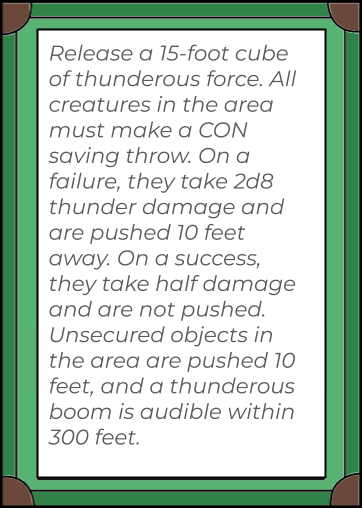 Release a 15-foot cube
of thunderous force. All
creatures in the area
must make a CON
saving throw. On a
failure, they take 2d8
thunder damage and
are pushed 10 feet
away. On a success,
they take half damage
and are not pushed.
Unsecured objects in
the area are pushed 10
feet, and a thunderous
boom is audible within
300 feet.